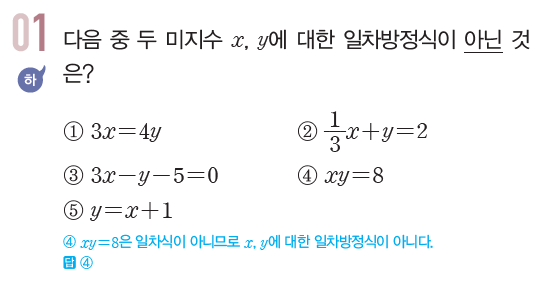 01 다음 중 두 미지수 x, y에 대한 일차방정식이 아닌 것
하 은?
① 3x=4y ② 1/3x+y=2
③ 3x-y-5=0 ④ xy=8
⑤ y=x+1
④ xy=8은 일차식이 아니므로 x, y에 대한 일차방정식이 아니다.
답 ④